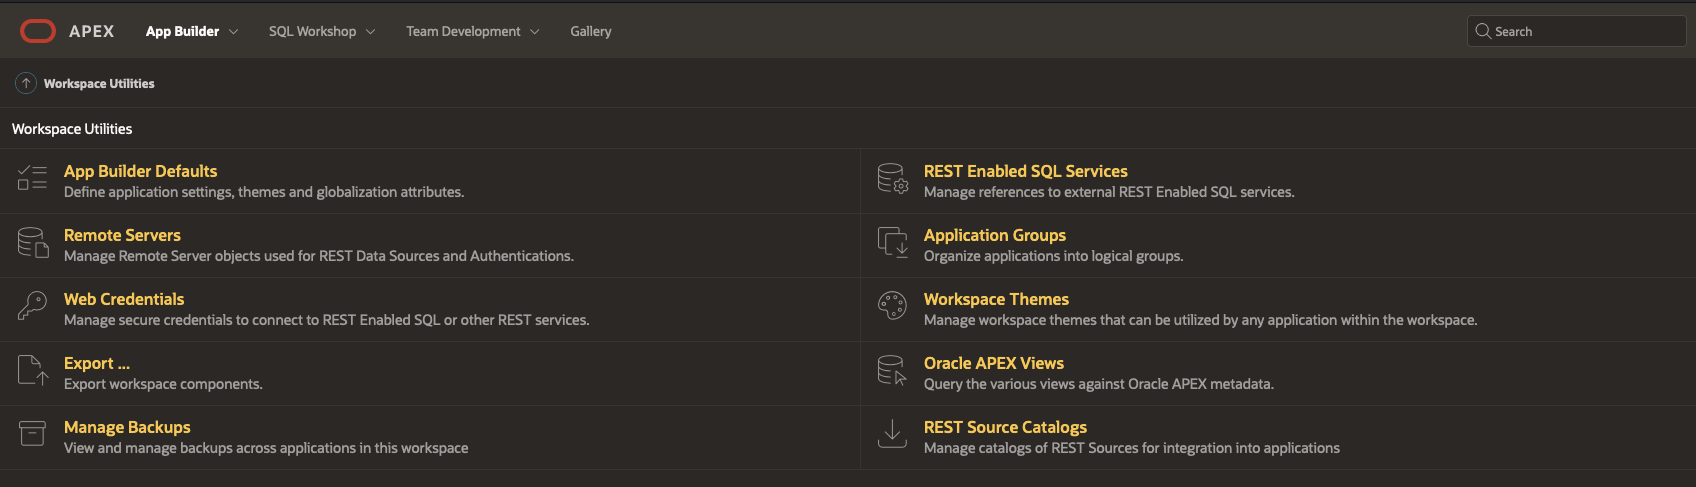 APEX App Builder SQL Workshop Team Development Gallery Search
Workspace Utilities
Workspace Utilities
App Builder Defaults
Define application settings, themes and globalization attributes.
REST Enabled SQL Services
Manage references to external REST Enabled SQL services.
Remote Servers
Manage Remote Server objects used for REST Data Sources and Authentications.
Application Groups
Organize applications into logical groups.
Web Credentials
Manage secure credentials to connect to REST Enabled SQL or other REST services.
Workspace Themes
Manage workspace themes that can be utilized by any application within the workspace.
Export ...
Export workspace components.
Oracle APEX Views
Query the various views against Oracle APEX metadata.
Manage Backups
View and manage backups across applications in this workspace
REST Source Catalogs
Manage catalogs of REST Sources for integration into applications